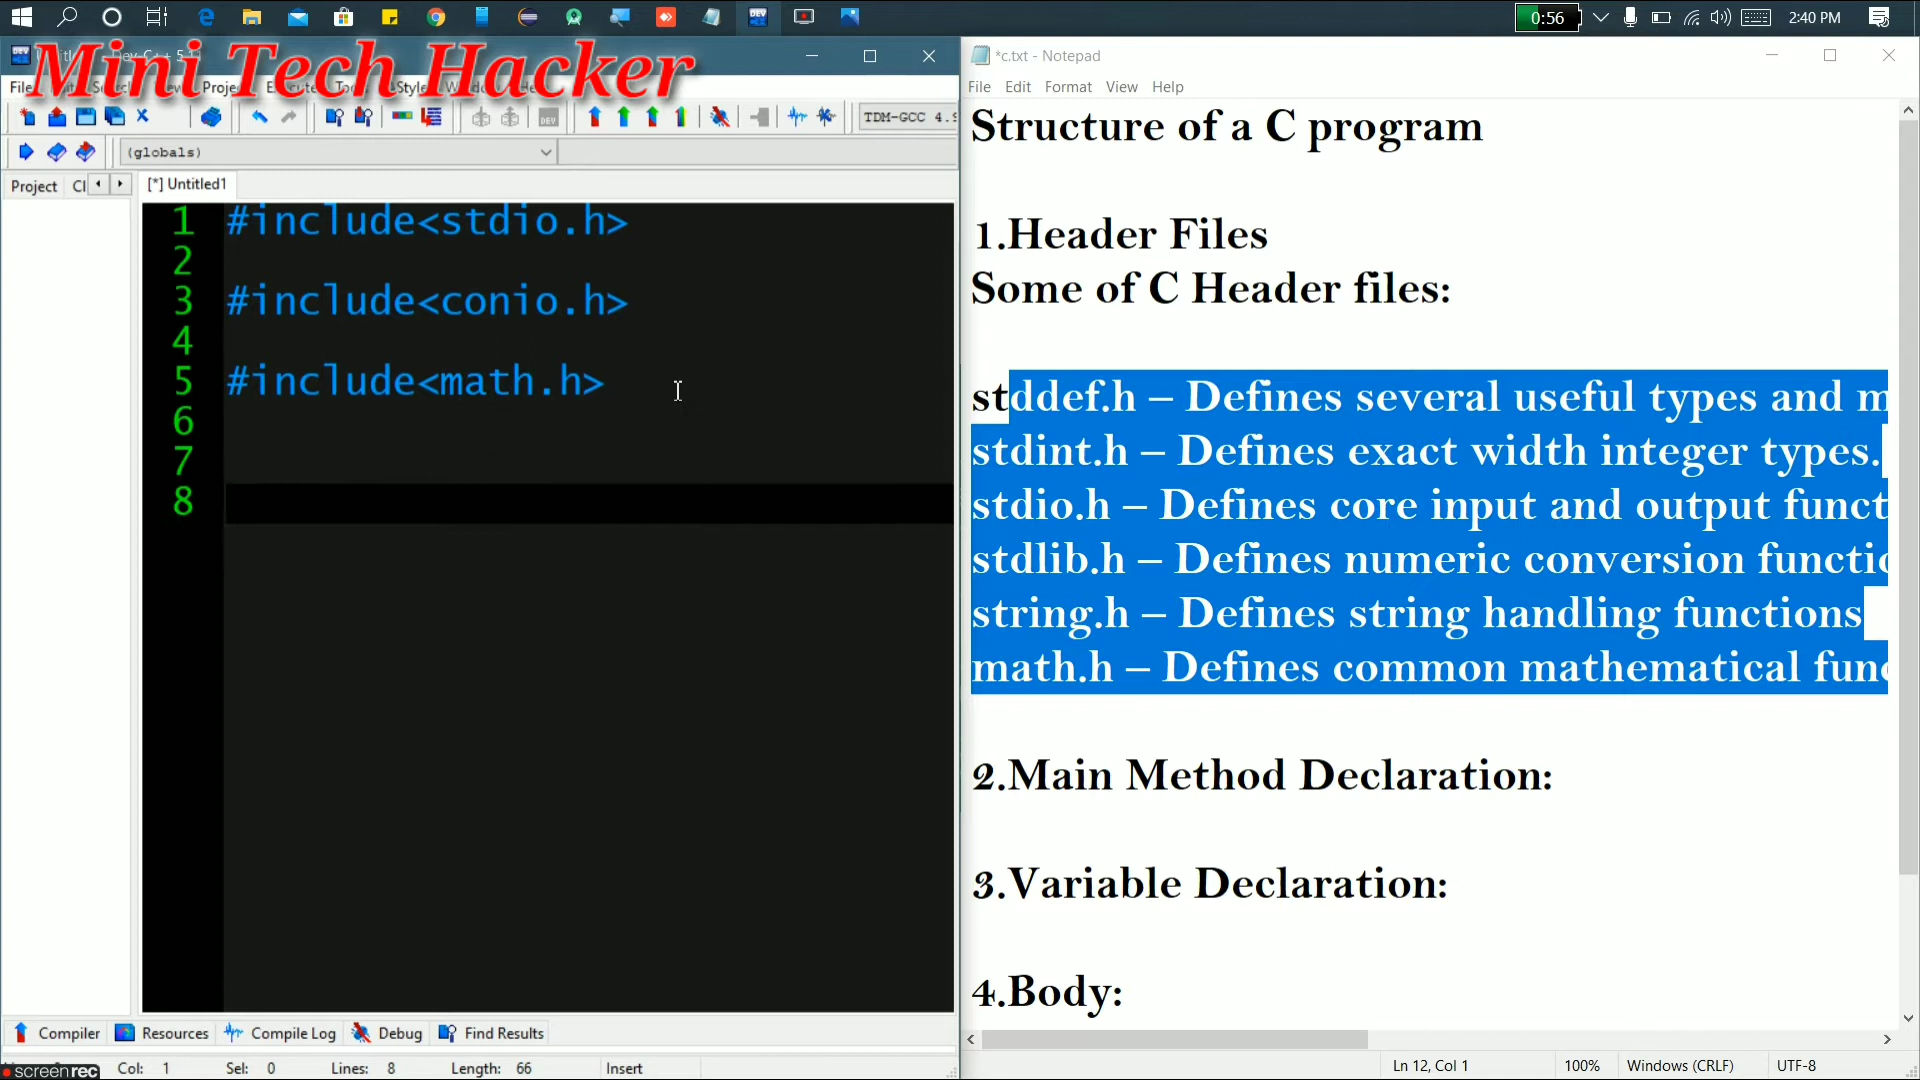 0:56
2:40 PM
Mini Tech Hacker
File
TDM-GCC 4.9
(globals)
Project
Cl
[*] Untitled1
1 #include<stdio.h>
2
3 #include<conio.h>
4
5 #include<math.h>
6
7
8
Compiler
Resources
Compile Log
Debug
Find Results
screenrec
Col: 1
Sel: 0
Lines: 8
Length: 66
Insert
*c.txt - Notepad
File Edit Format View Help
Structure of a C program
1.Header Files
Some of C Header files:
stddef.h – Defines several useful types and m
stdint.h – Defines exact width integer types.
stdio.h – Defines core input and output funct
stdlib.h – Defines numeric conversion functio
string.h – Defines string handling functions
math.h – Defines common mathematical func
2.Main Method Declaration:
3.Variable Declaration:
4.Body:
Ln 12, Col 1
100%
Windows (CRLF)
UTF-8